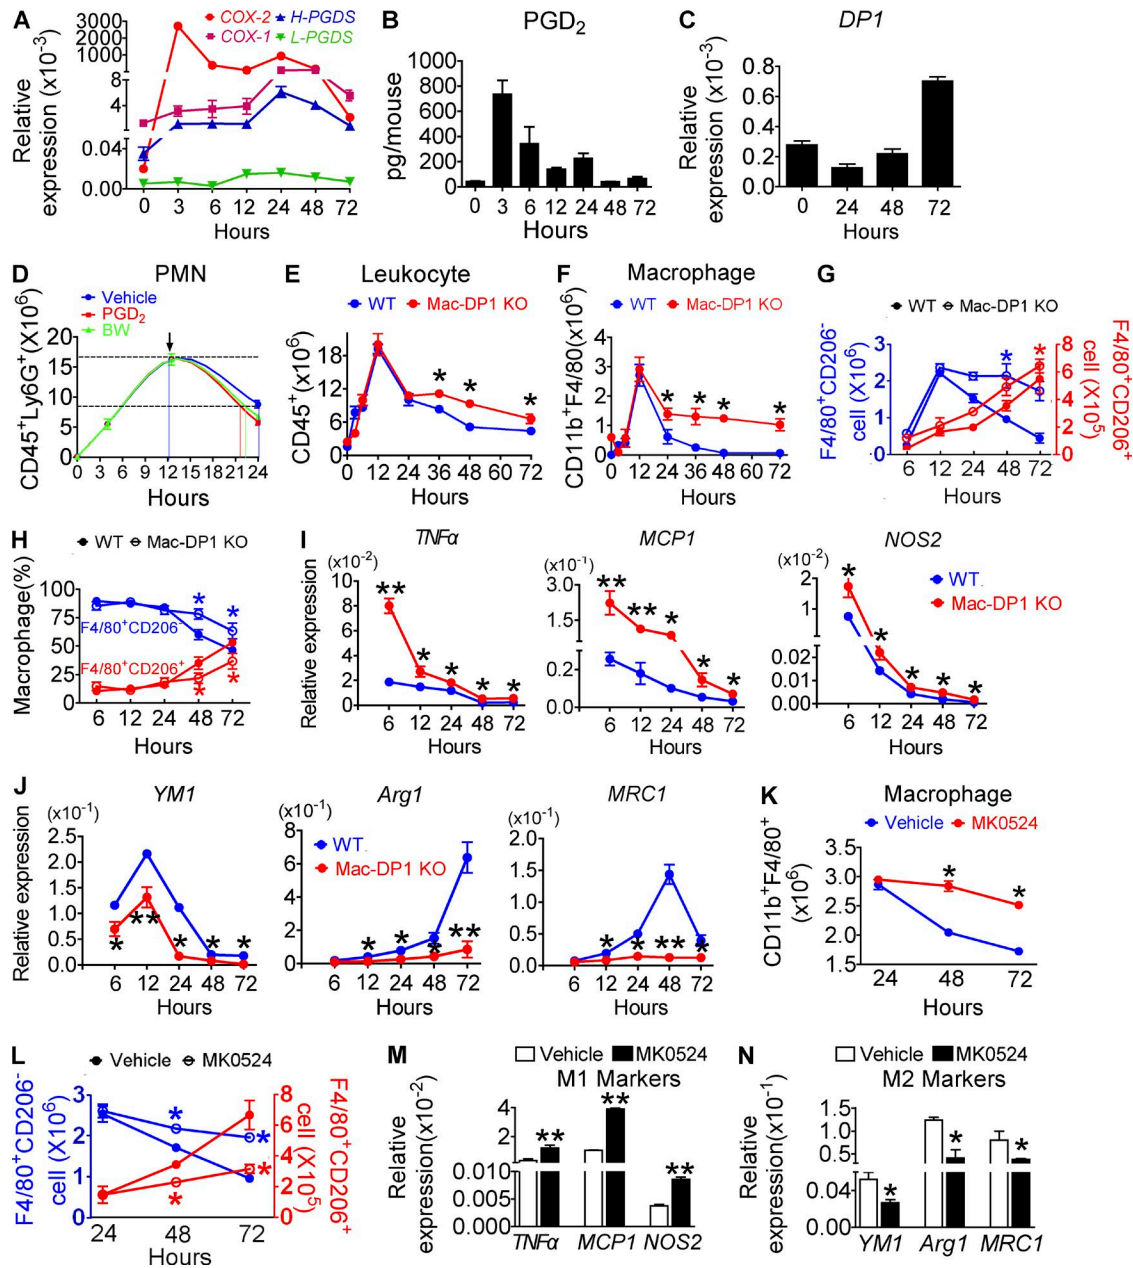 A
COX-2 H-PGDS
COX-1 L-PGDS
Relative expression (x10⁻³)
3000
2000
1000
8
4
0.04
0.00
0 3 6 12 24 48 72
Hours
B
PGD₂
pg/mouse
1000
800
600
400
200
0
0 3 6 12 24 48 72
Hours
C
DP1
Relative expression (x10⁻³)
0.8
0.6
0.4
0.2
0.0
0 24 48 72
Hours
D
PMN
Vehicle
PGD₂
BW
CD45⁺Ly6G⁺(X10⁶)
20
15
10
5
0
0 3 6 9 12 15 18 21 24
Hours
E
Leukocyte
WT Mac-DP1 KO
CD45⁺(x10⁶)
18
12
6
0
* * *
0 12 24 36 48 72
Hours
F
Macrophage
WT Mac-DP1 KO
CD11b⁺F4/80(x10⁶)
4
3
2
1
0
* * * *
0 12 24 36 48 72
Hours
G
WT Mac-DP1 KO
F4/80⁺CD206⁻ cell (X10⁶)
3
2
1
0
* *
8
6
4
2
0
F4/80⁺CD206⁺ cell (X10⁵)
6 12 24 48 72
Hours
H
WT Mac-DP1 KO
Macrophage(%)
100
75
50
25
0
* *
F4/80⁺CD206⁻
F4/80⁺CD206⁺
* *
6 12 24 48 72
Hours
I
TNFα
(x10⁻²)
Relative expression
10
8
6
4
2
0
** * * * *
6 12 24 48 72
Hours
MCP1
(x10⁻¹)
3.0
1.5
0.2
0.0
** ** * * *
6 12 24 48 72
Hours
NOS2
(x10⁻²)
WT
Mac-DP1 KO
2
1
0.02
0.01
0.00
* * * * *
6 12 24 48 72
Hours
J
YM1
(x10⁻¹)
Relative expression
2.5
2.0
1.5
1.0
0.5
0.0
* ** * * *
6 12 24 48 72
Hours
Arg1
(x10⁻¹)
WT
Mac-DP1 KO
8
6
4
2
0
* * * **
6 12 24 48 72
Hours
MRC1
(x10⁻¹)
2.0
1.5
1.0
0.5
0.0
* * ** *
6 12 24 48 72
Hours
K
Macrophage
Vehicle MK0524
CD11b⁺F4/80⁺ (x10⁶)
3.5
3.0
2.5
2.0
1.5
* *
24 48 72
Hours
L
Vehicle MK0524
F4/80⁺CD206⁻ cell (X10⁶)
3
2
1
0
* *
* *
8
6
4
2
0
F4/80⁺CD206⁺ cell (X10⁵)
24 48 72
Hours
M
Vehicle MK0524
M1 Markers
Relative expression(x10⁻²)
4
2
0.010
0.005
0.000
** ** **
TNFα MCP1 NOS2
N
Vehicle MK0524
M2 Markers
Relative expression(x10⁻¹)
1.5
1.0
0.5
0.04
0.00
* * *
YM1 Arg1 MRC1